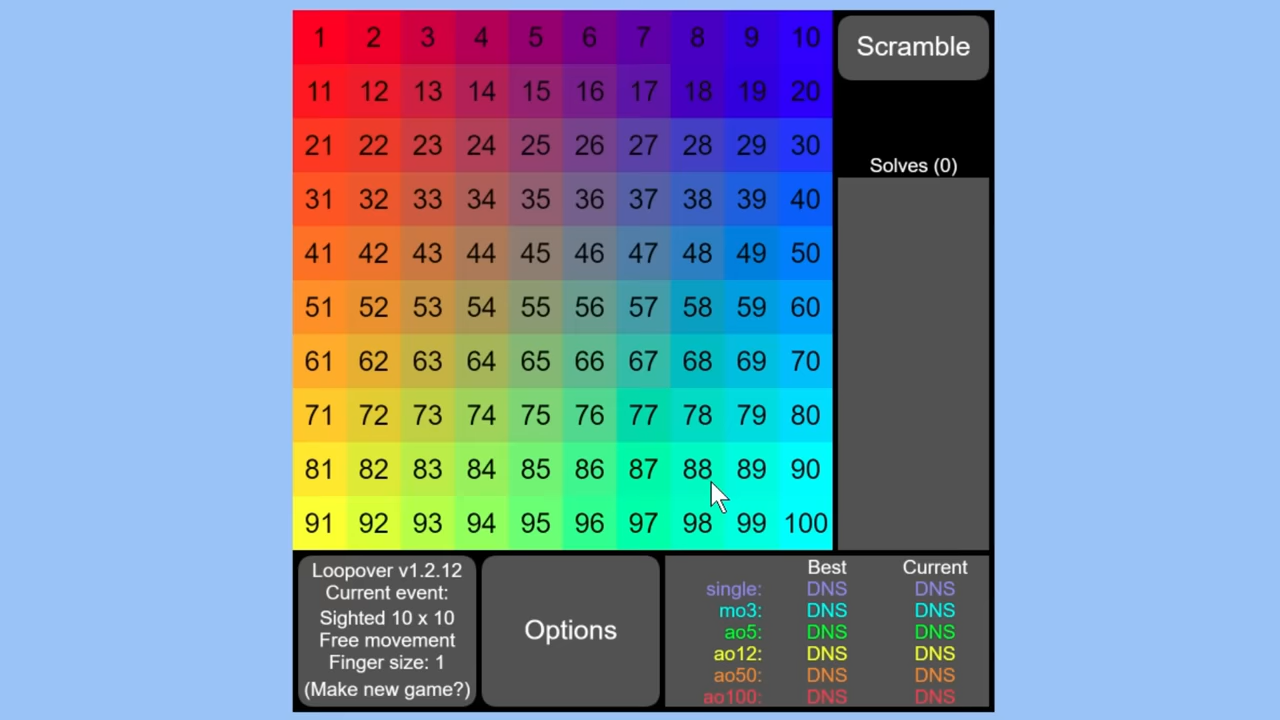 1 2 3 4 5 6 7 8 9 10
11 12 13 14 15 16 17 18 19 20
21 22 23 24 25 26 27 28 29 30
31 32 33 34 35 36 37 38 39 40
41 42 43 44 45 46 47 48 49 50
51 52 53 54 55 56 57 58 59 60
61 62 63 64 65 66 67 68 69 70
71 72 73 74 75 76 77 78 79 80
81 82 83 84 85 86 87 88 89 90
91 92 93 94 95 96 97 98 99 100
Scramble
Solves (0)
Loopover v1.2.12
Current event:
Sighted 10 x 10
Free movement
Finger size: 1
(Make new game?)
Options
Best Current
single: DNS DNS
mo3: DNS DNS
ao5: DNS DNS
ao12: DNS DNS
ao50: DNS DNS
ao100: DNS DNS